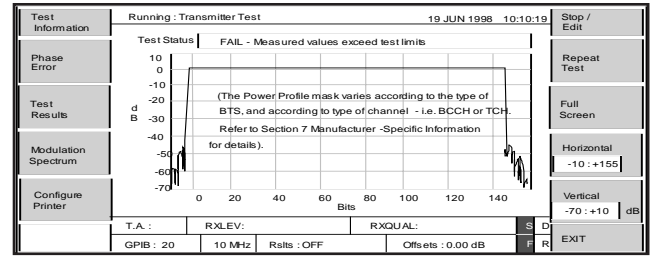 Test
Information
Running : Transmitter Test
19 JUN 1998 10:10:19
Stop /
Edit
Test Status
FAIL - Measured values exceed test limits
Phase
Error
Repeat
Test
Test
Results
Full
Screen
Modulation
Spectrum
Horizontal
-10 : +155
Configure
Printer
Vertical
-70 : +10 dB
10
0
-10
-20
-30
-40
-50
-60
-70
d
B
(The Power Profile mask varies according to the type of
BTS, and according to type of channel - i.e. BCCH or TCH.
Refer to Section 7 Manufacturer -Specific Information
for details).
0 20 40 60 80 100 120 140
Bits
T.A. : RXLEV: RXQUAL: S D
GPIB : 20 10 MHz Rslts : OFF Offsets : 0.00 dB F R
EXIT